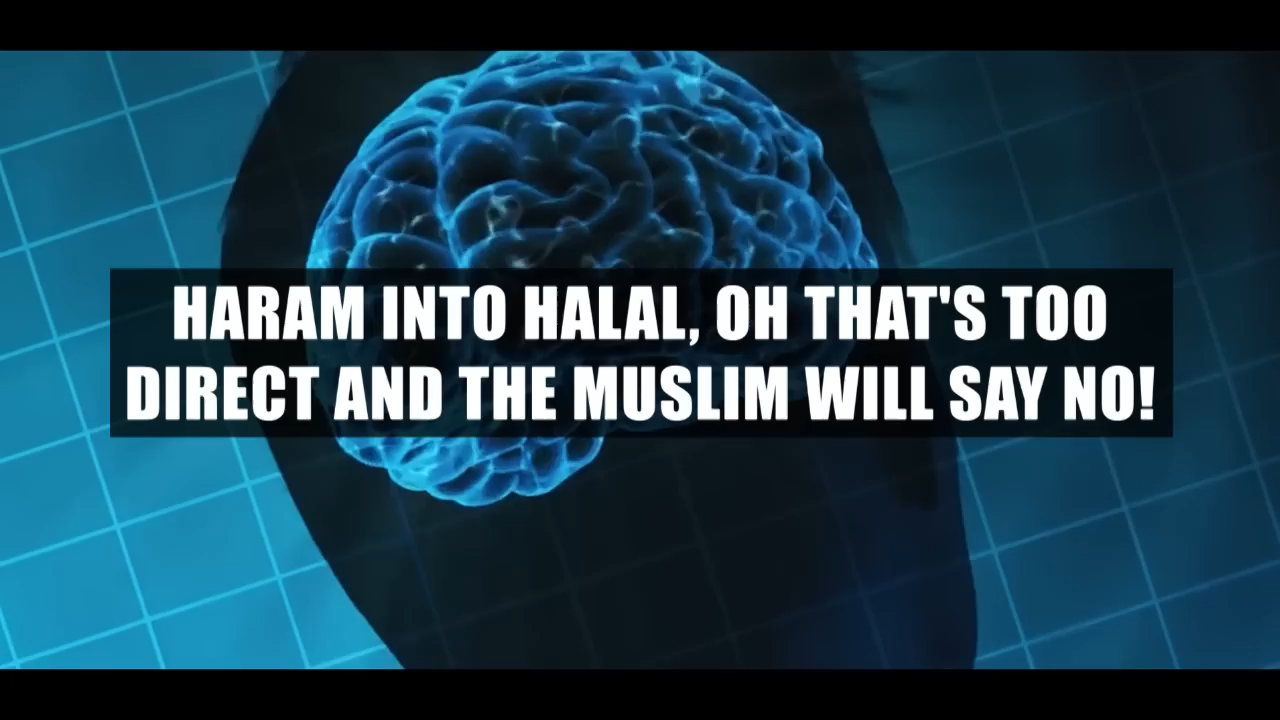 HARAM INTO HALAL, OH THAT'S TOO
DIRECT AND THE MUSLIM WILL SAY NO!